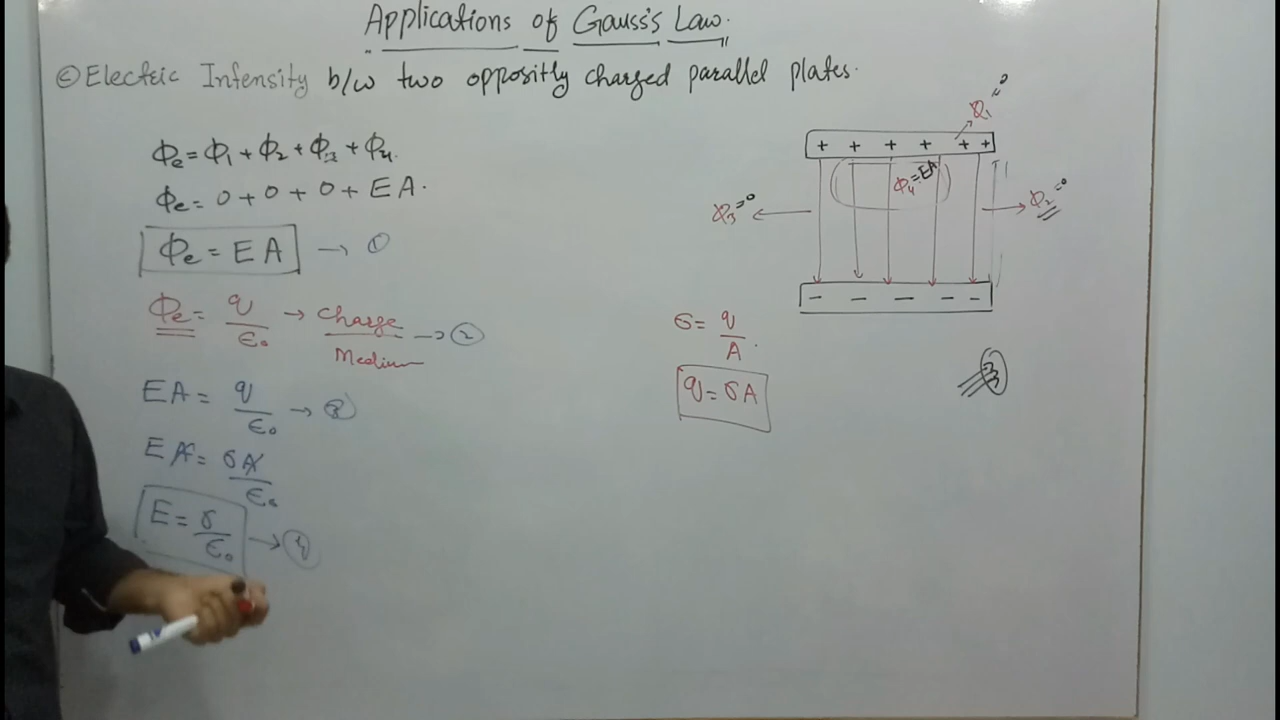 "Applications of Gauss's Law."
© Electric Intensity b/w two oppositly charged parallel plates.
Φe = Φ1 + Φ2 + Φ3 + Φ4.
Φe = 0 + 0 + 0 + EA.
Φe = EA → ①
Φe = q/ε₀ → Charge/Medium → ②
EA = q/ε₀ → ③
EA = σA/ε₀
E = σ/ε₀ → ④
Φ1 = 0
+ + + + + +
Φ4 = EA
Φ3 = 0
Φ2 = 0
− − − − −
σ = q/A.
q = σA